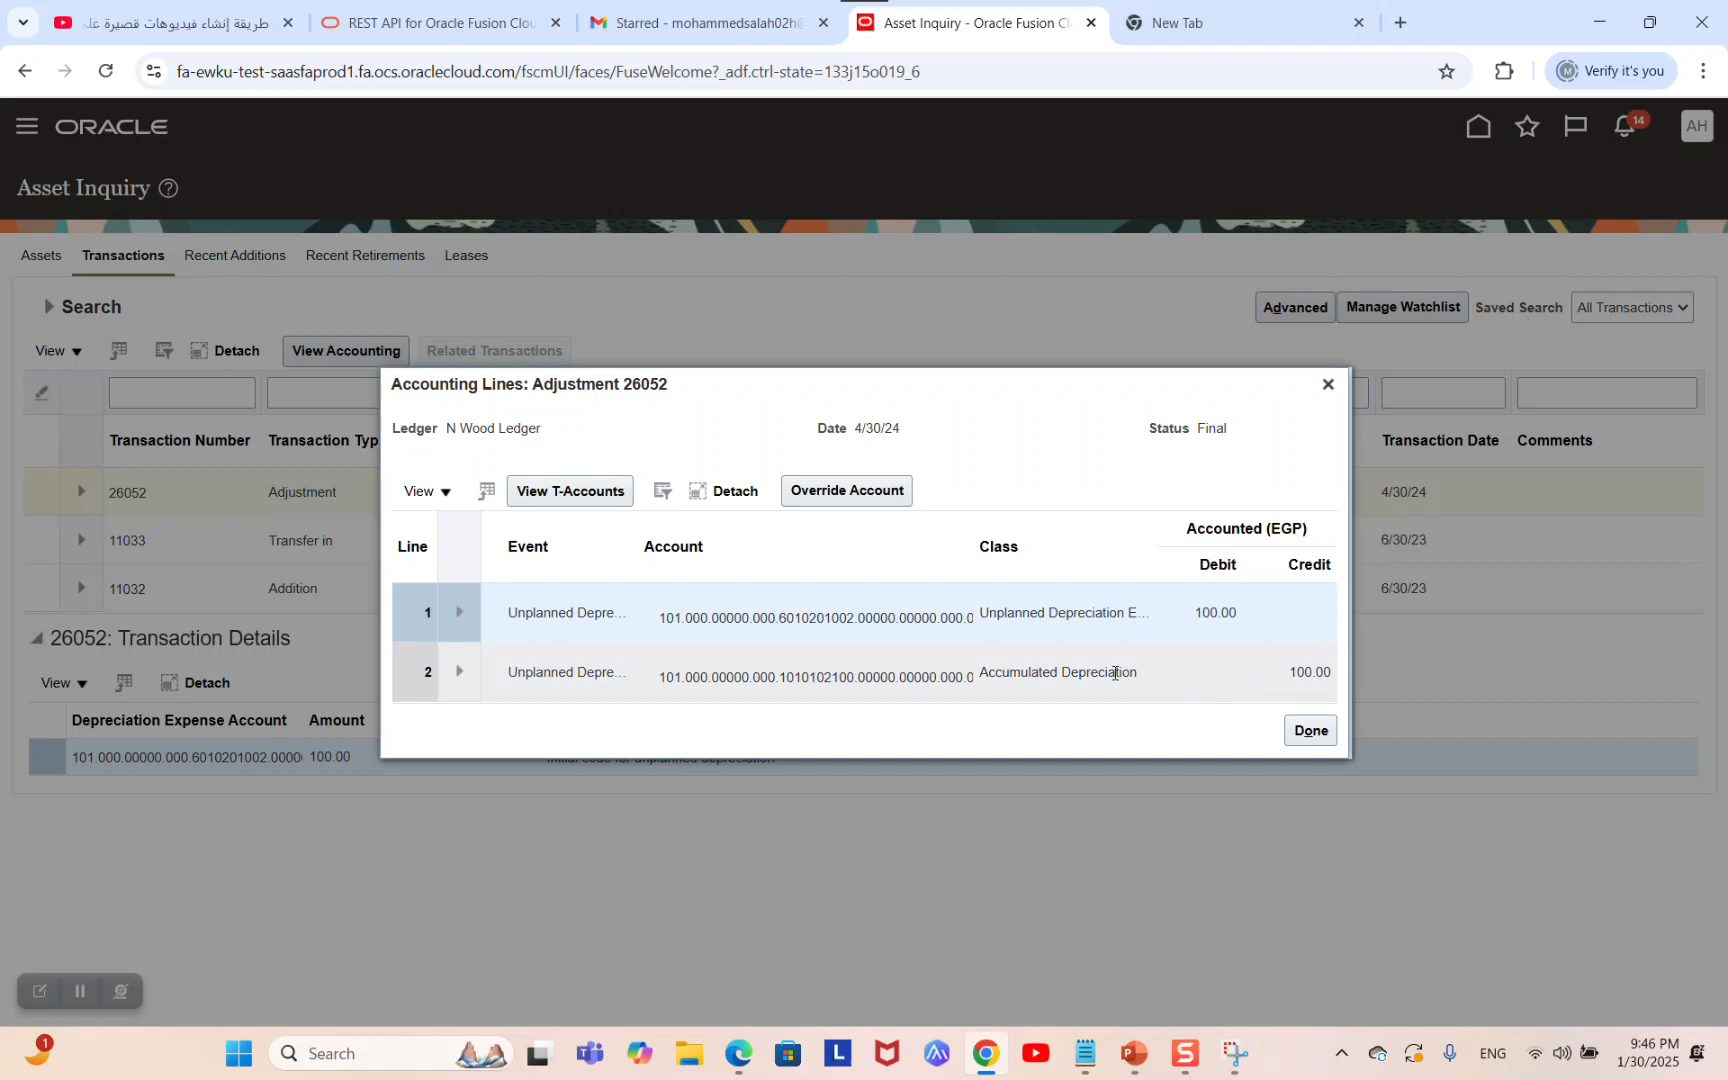 طريقة إنشاء فيديوهات قصيرة عل
REST API for Oracle Fusion Clou
Starred - mohammedsalah02h@
Asset Inquiry - Oracle Fusion Cl
New Tab
fa-ewku-test-saasfaprod1.fa.ocs.oraclecloud.com/fscmUI/faces/FuseWelcome?_adf.ctrl-state=133j15o019_6
M
Verify it's you
ORACLE
14
AH
Asset Inquiry
Assets Transactions Recent Additions Recent Retirements Leases
Search
Advanced Manage Watchlist Saved Search All Transactions
View Detach View Accounting Related Transactions
Transaction Number Transaction Typ Transaction Date Comments
26052 Adjustment 4/30/24
11033 Transfer in 6/30/23
11032 Addition 6/30/23
26052: Transaction Details
View Detach
Depreciation Expense Account Amount
101.000.00000.000.6010201002.0000 100.00
Accounting Lines: Adjustment 26052
Ledger N Wood Ledger Date 4/30/24 Status Final
View View T-Accounts Detach Override Account
Line Event Account Class Accounted (EGP)
Debit Credit
1 Unplanned Depre... 101.000.00000.000.6010201002.00000.00000.000.0 Unplanned Depreciation E... 100.00
2 Unplanned Depre... 101.000.00000.000.1010102100.00000.00000.000.0 Accumulated Depreciation 100.00
Done
1
Search
ENG
9:46 PM
1/30/2025